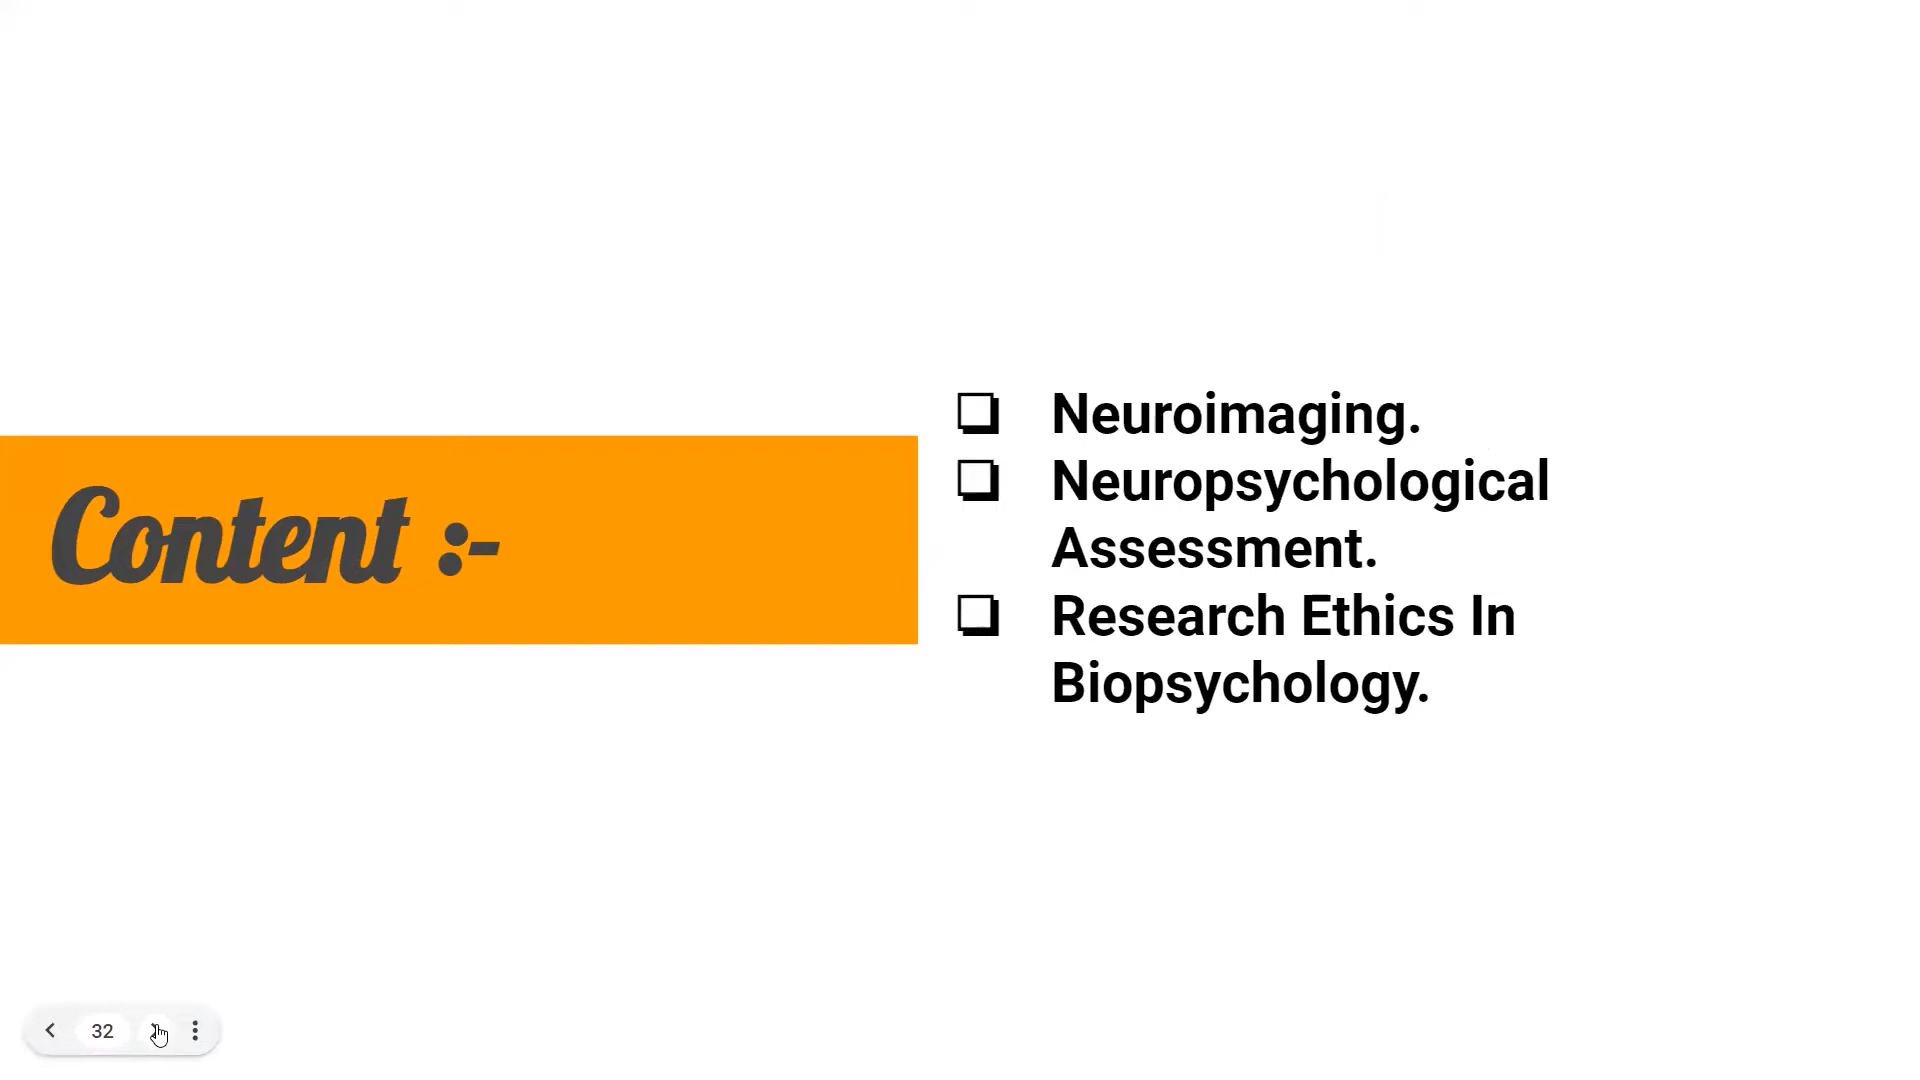 Content :-
❑ Neuroimaging.
❑ Neuropsychological
Assessment.
❑ Research Ethics In
Biopsychology.
32